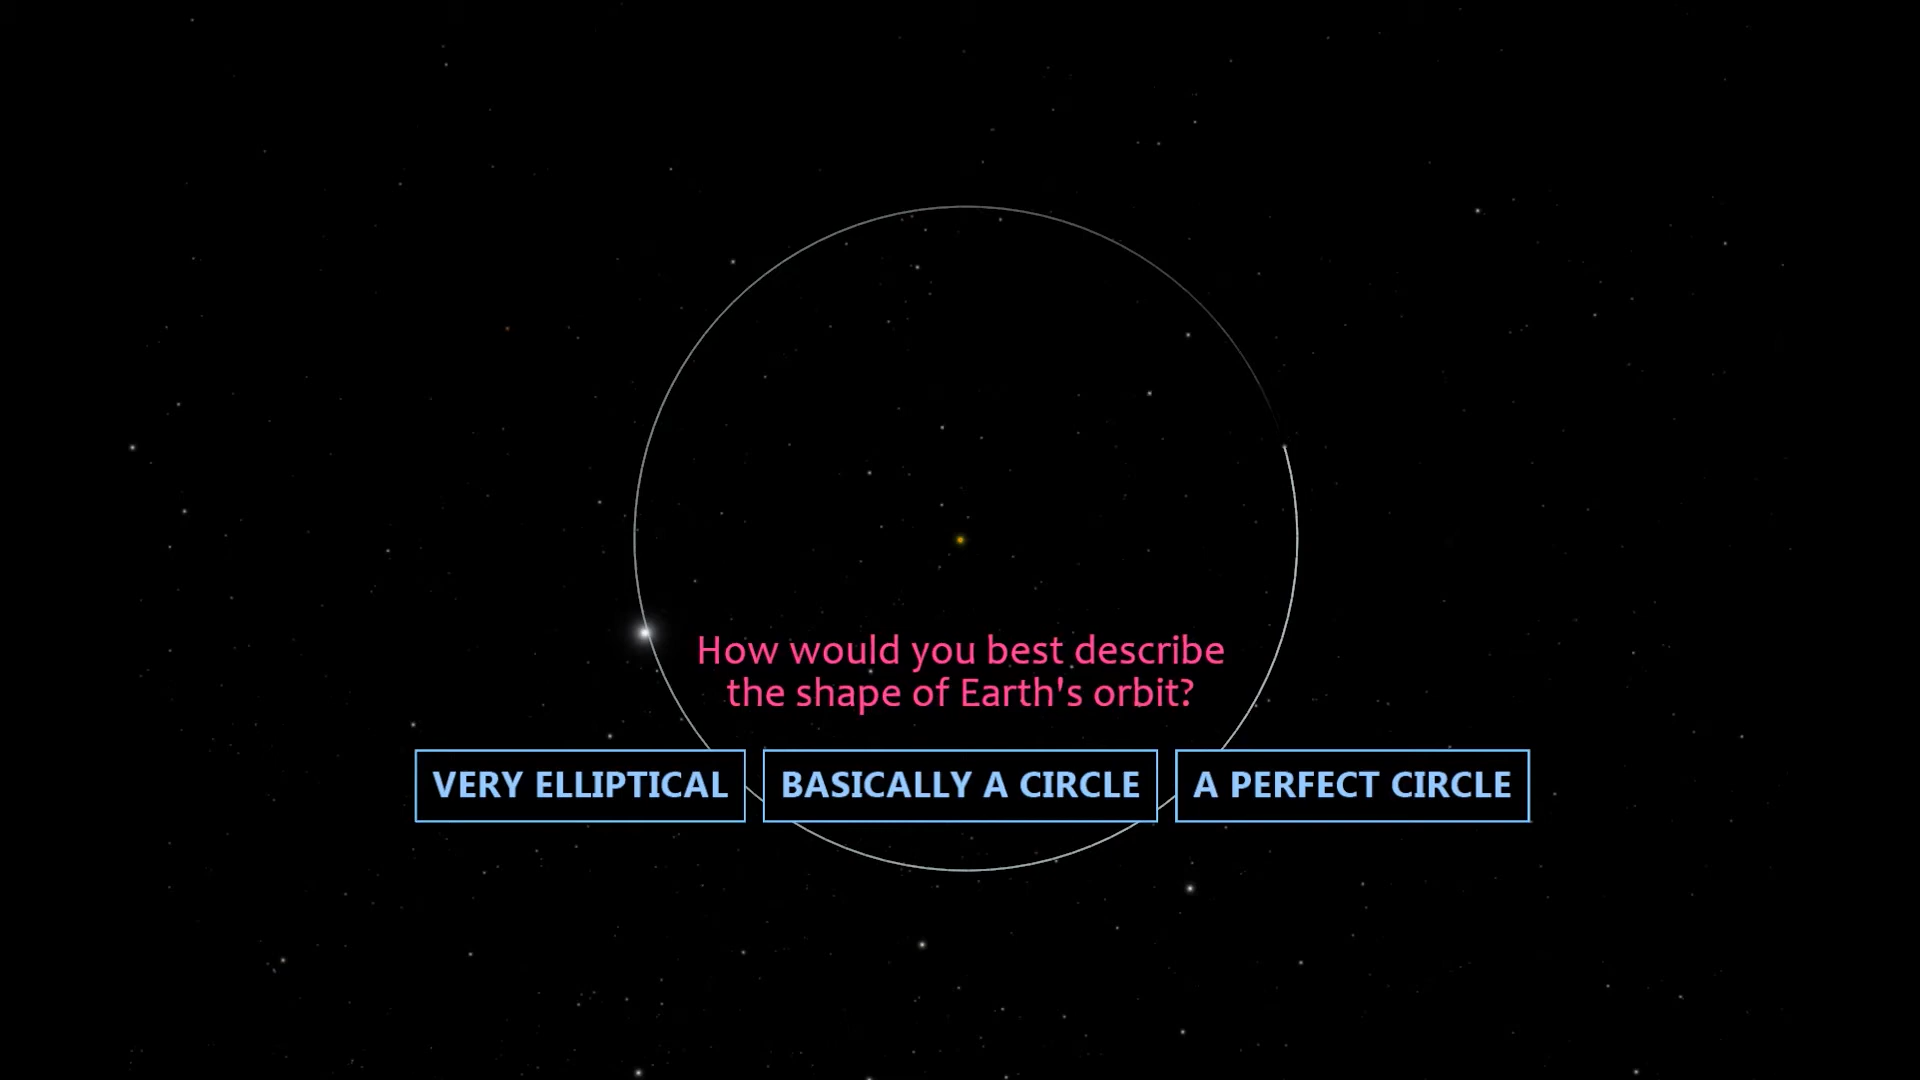 How would you best describe
the shape of Earth's orbit?
VERY ELLIPTICAL
BASICALLY A CIRCLE
A PERFECT CIRCLE